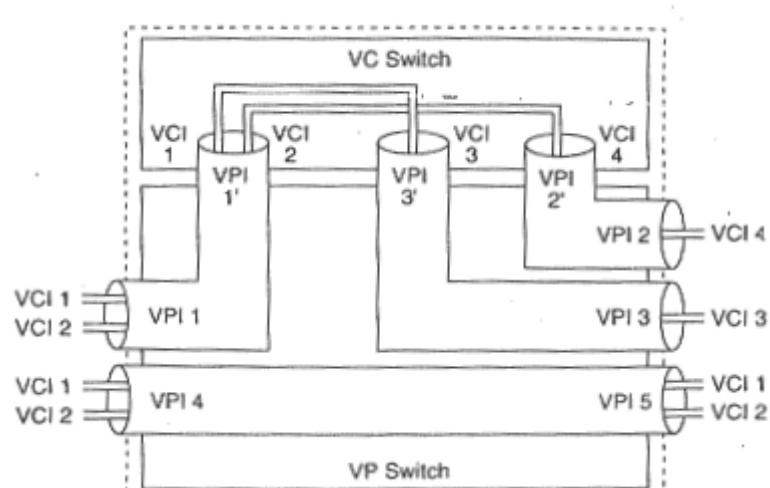 VC Switch
VCI 1
VCI 2
VCI 3
VCI 4
VPI 1'
VPI 3'
VPI 2'
VPI 2
VCI 4
VCI 1
VCI 2
VPI 1
VPI 3
VCI 3
VCI 1
VCI 2
VPI 4
VPI 5
VCI 1
VCI 2
VP Switch